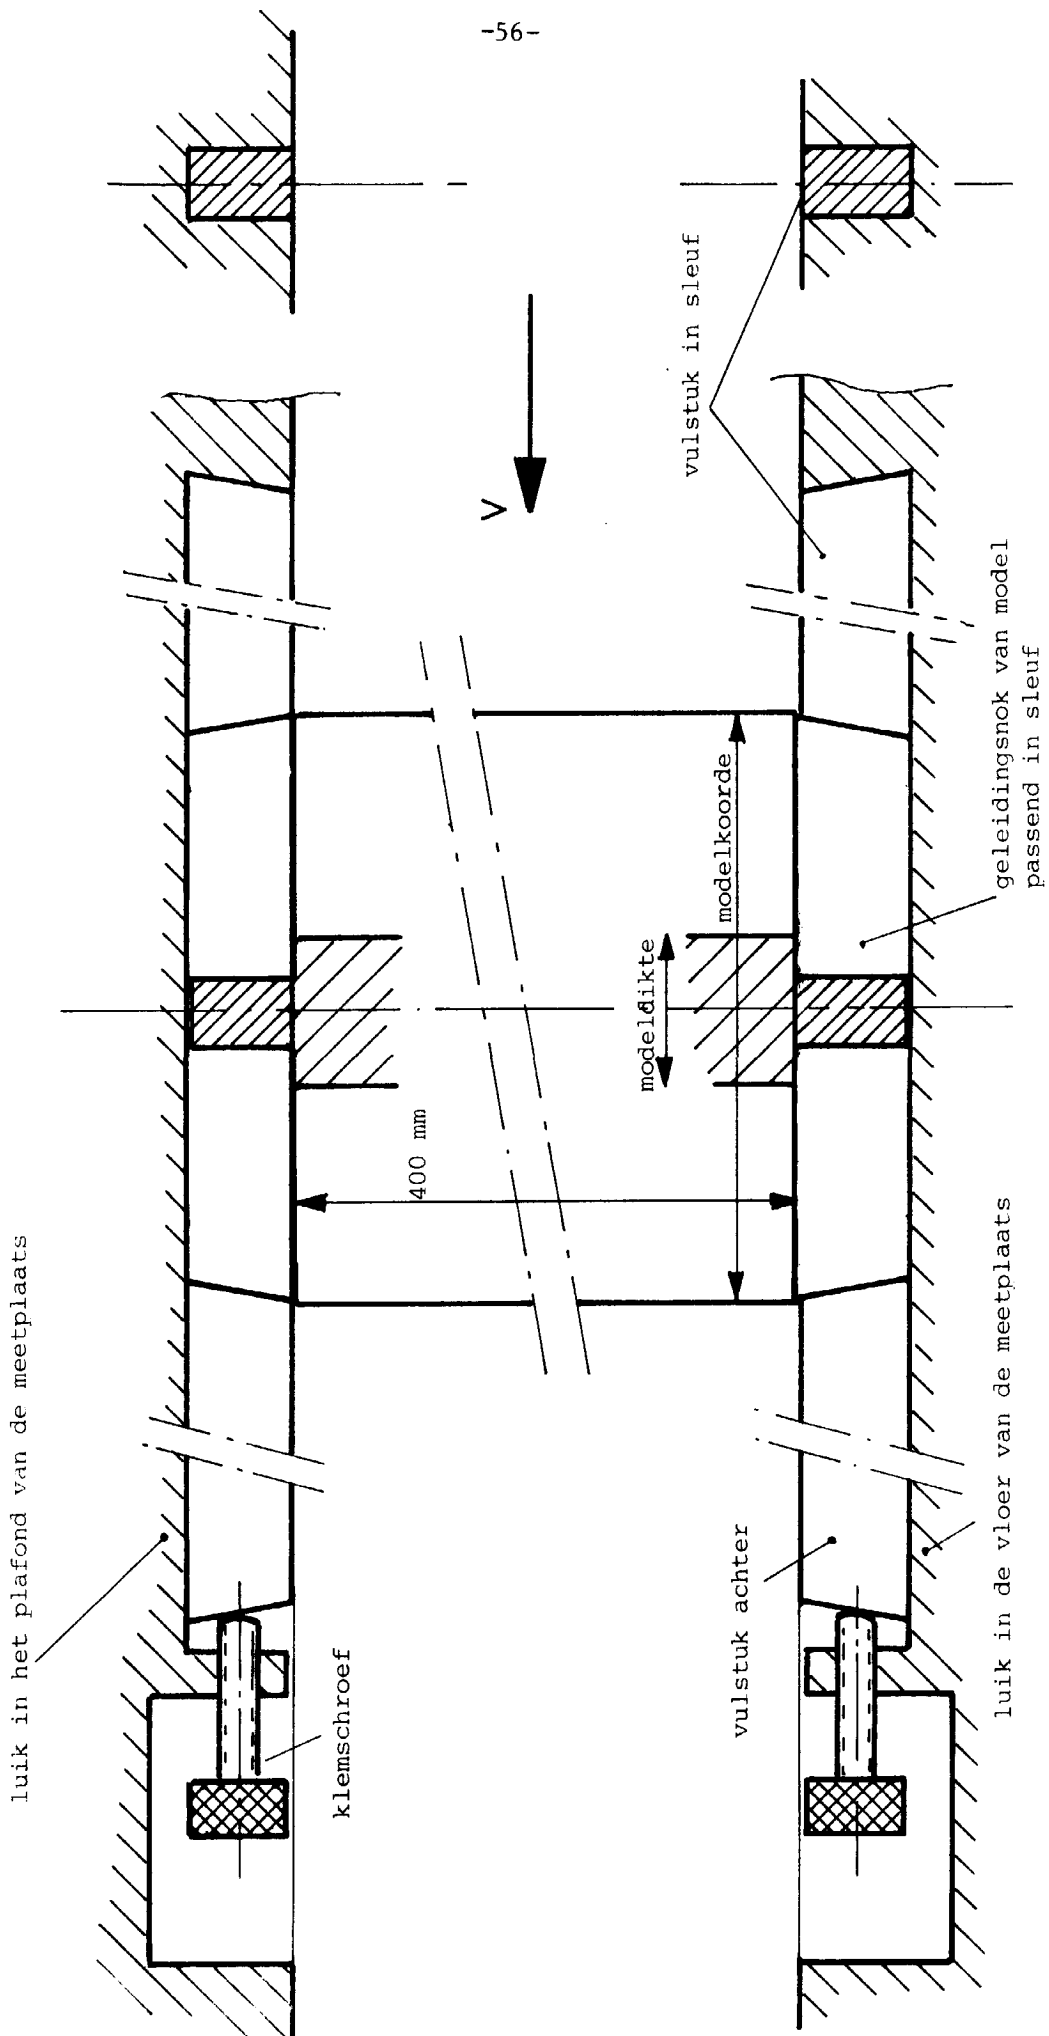 -56-
luik in het plafond van de meetplaats
klemschroef
400 mm
V
modeldikte
modelkoorde
vulstuk in sleuf
vulstuk achter
geleidingsnok van model
passend in sleuf
luik in de vloer van de meetplaats